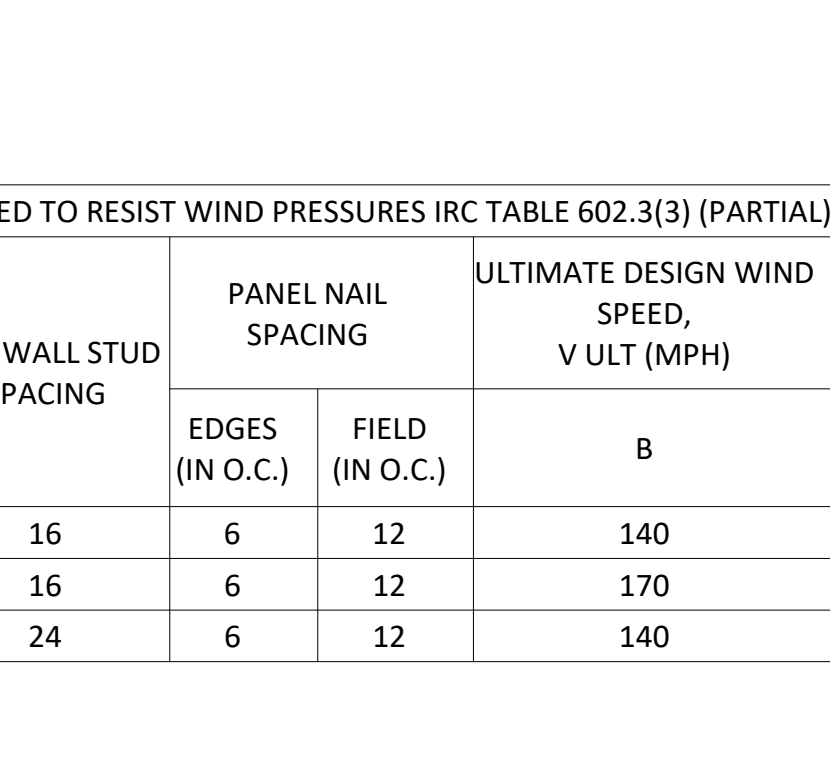 ED TO RESIST WIND PRESSURES IRC TABLE 602.3(3) (PARTIAL)
WALL STUD
PACING
PANEL NAIL
SPACING
ULTIMATE DESIGN WIND
SPEED,
V ULT (MPH)
EDGES
(IN O.C.)
FIELD
(IN O.C.)
B
16 6 12 140
16 6 12 170
24 6 12 140